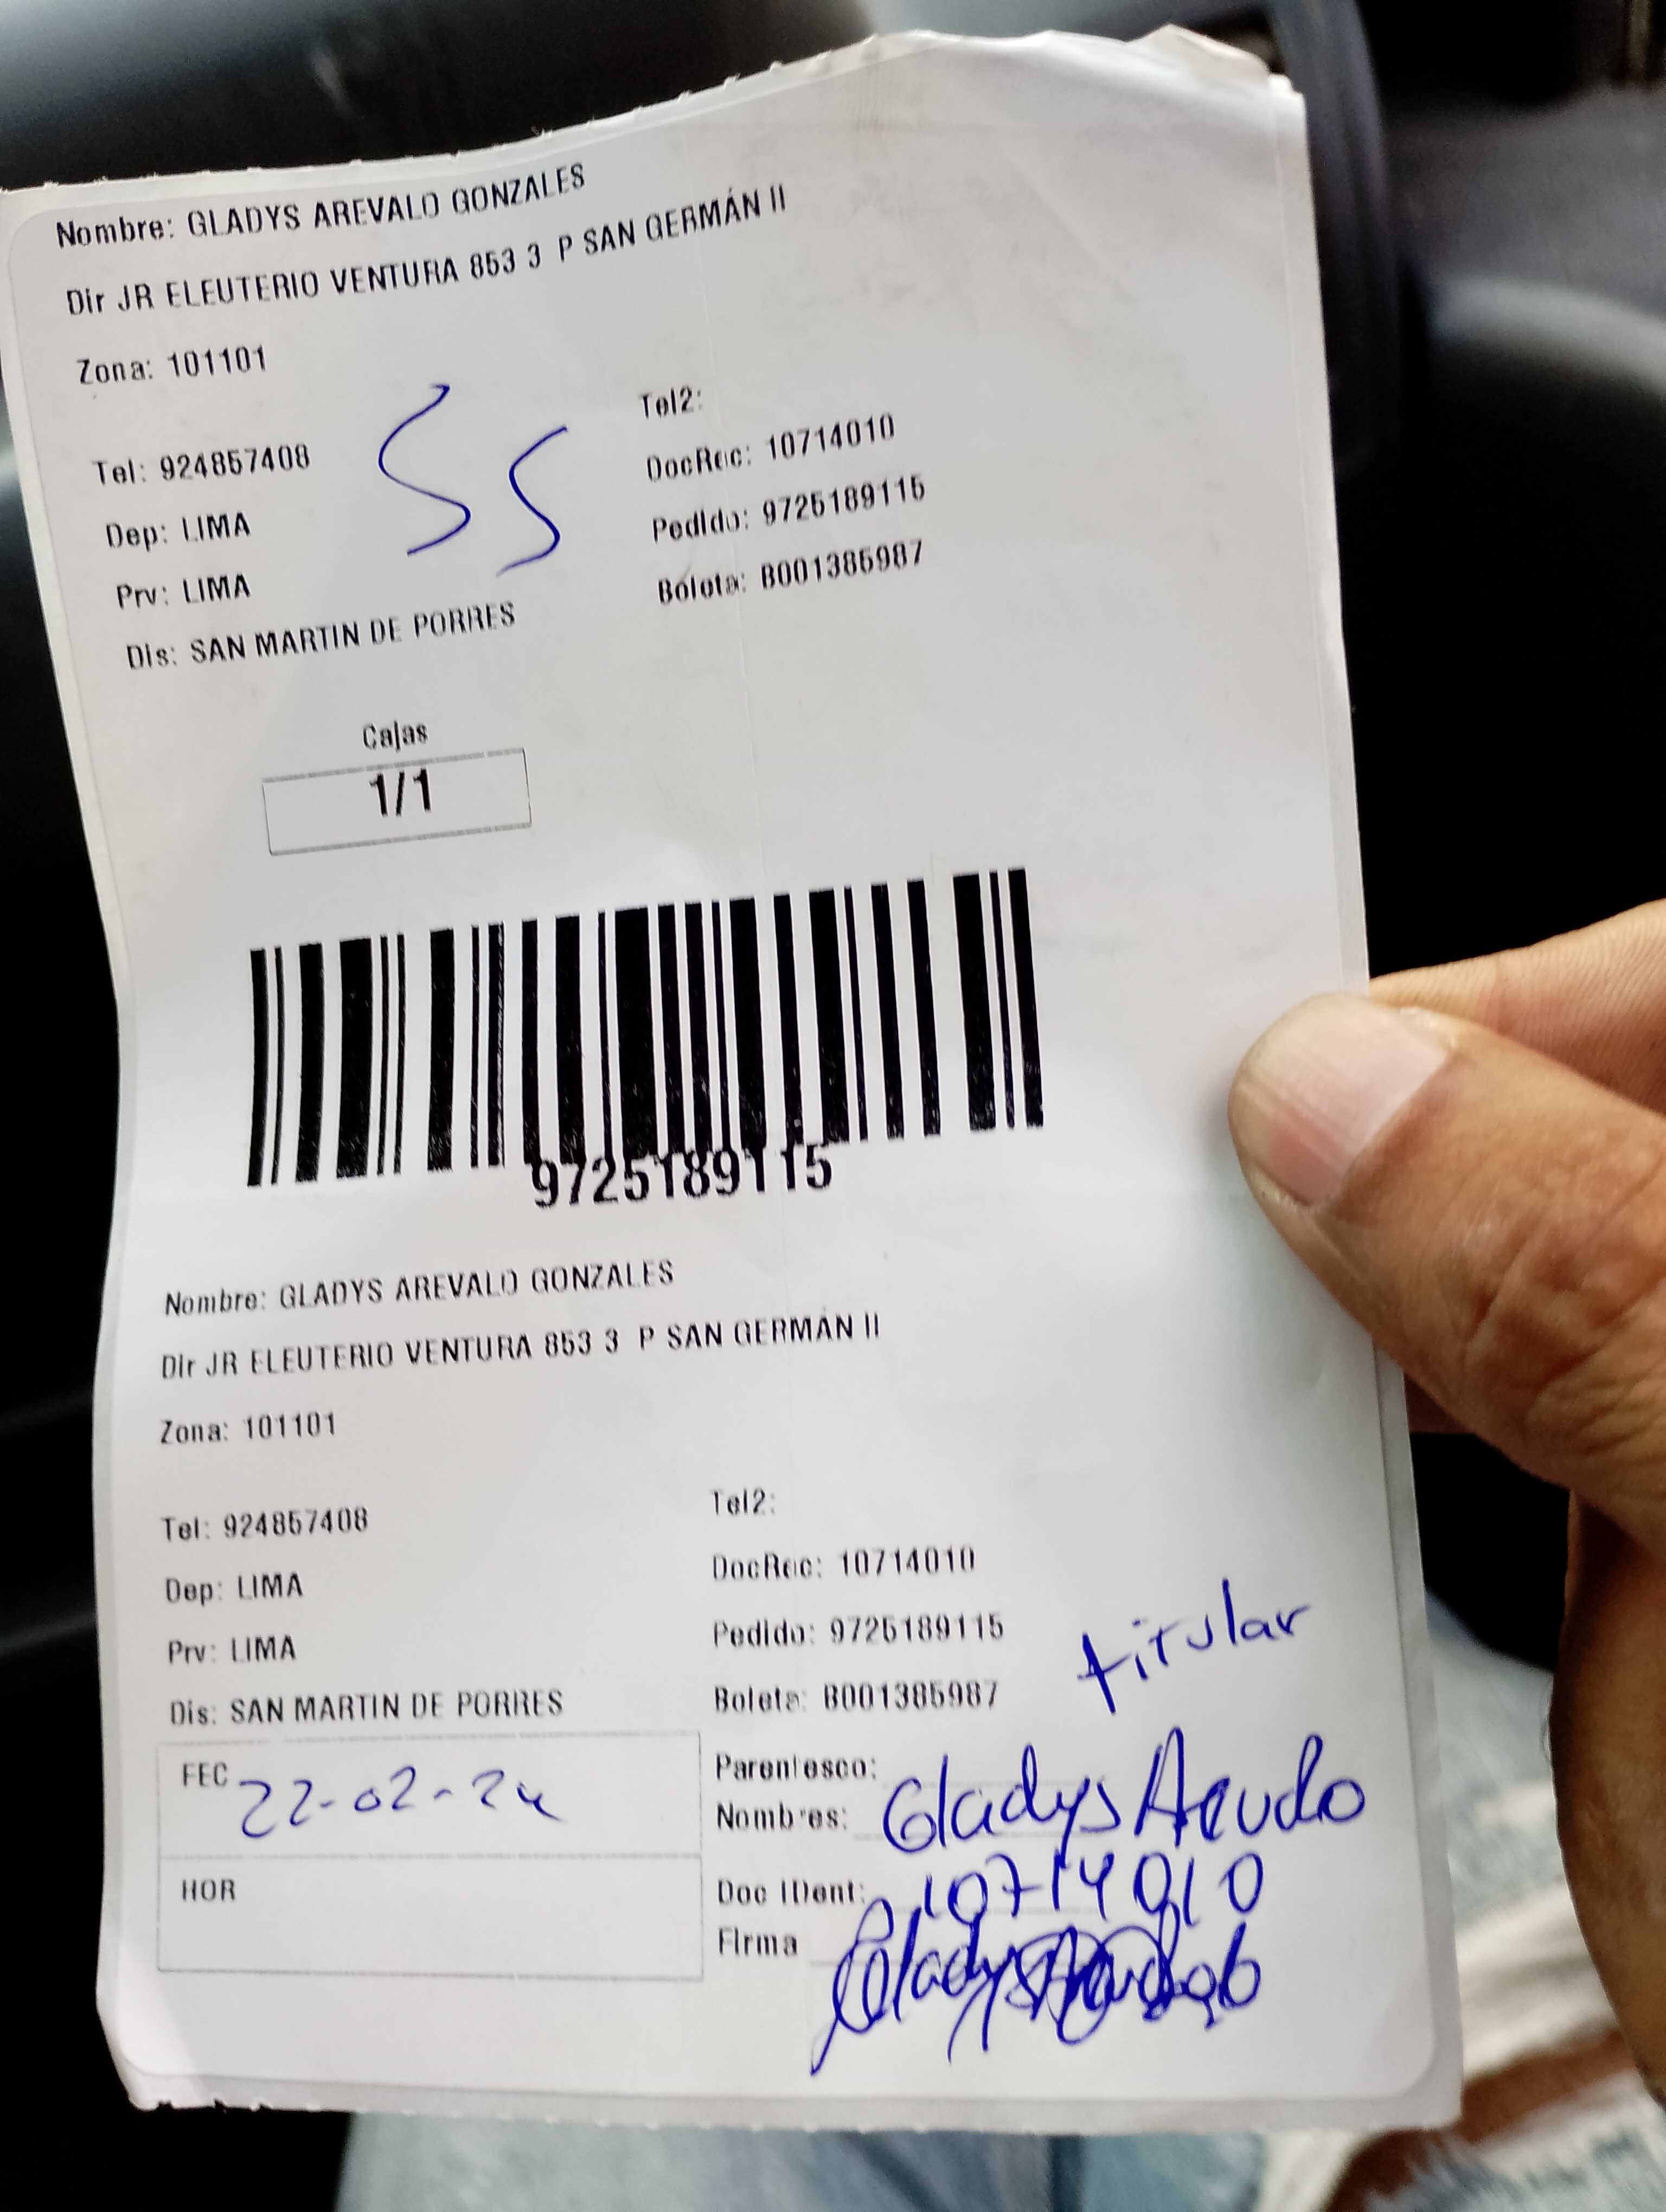 Nombre: GLADYS AREVALO GONZALES
Dir JR ELEUTERIO VENTURA 853 3 P SAN GERMÁN II
Zona: 101101
Tel2:
Tel: 924857408
DocRec: 10714010
Dep: LIMA
Pedido: 9725189115
Prv: LIMA
Boleta: B001385987
Dis: SAN MARTIN DE PORRES
SS
Cajas
1/1
9725189115
Nombre: GLADYS AREVALO GONZALES
Dir JR ELEUTERIO VENTURA 853 3 P SAN GERMÁN II
Zona: 101101
Tel2:
Tel: 924857408
DocRec: 10714010
Dep: LIMA
Pedido: 9725189115
Prv: LIMA
Boleta: B001385987
Dis: SAN MARTIN DE PORRES
titular
FEC 22-02-24
Parentesco:
Nombres: Gladys Arevalo
HOR
Doc IDent: 10714010
Firma